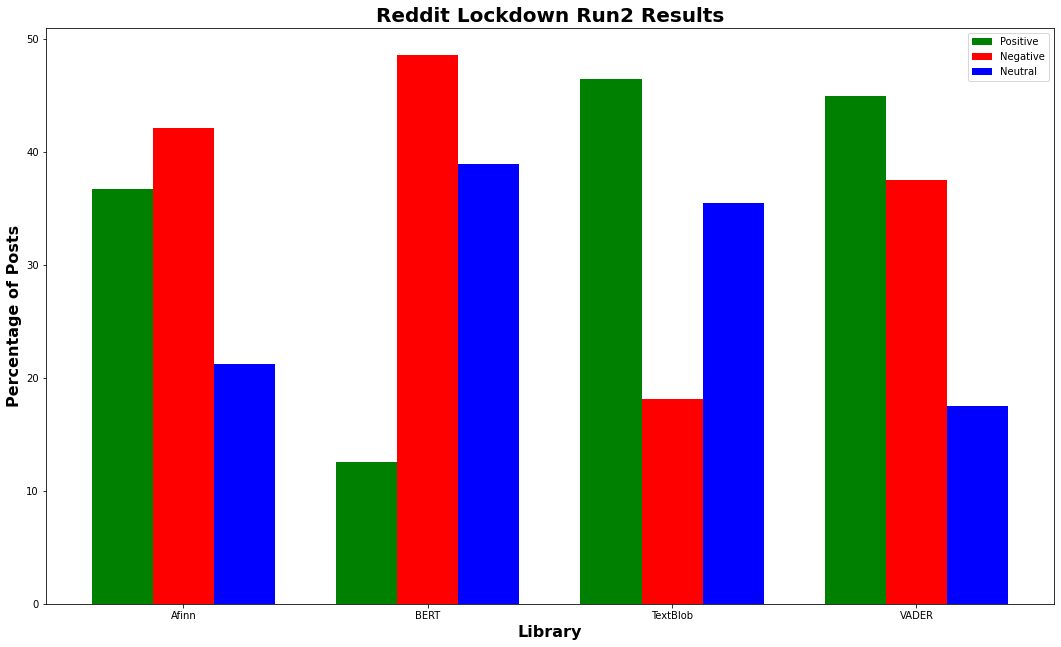 Reddit Lockdown Run2 Results
Positive
Negative
Neutral
Percentage of Posts
50
40
30
20
10
0
Afinn
BERT
TextBlob
VADER
Library